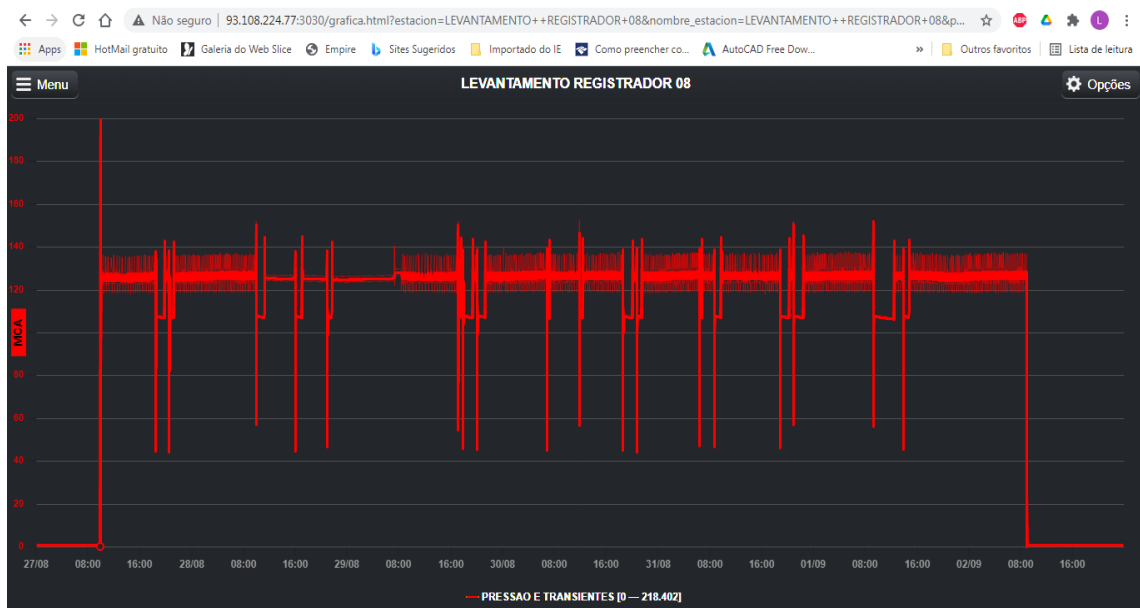 Não seguro | 93.108.224.77:3030/grafica.html?estacion=LEVANTAMENTO++REGISTRADOR+08&nombre_estacion=LEVANTAMENTO++REGISTRADOR+08&p...
ABP
L
Apps HotMail gratuito Galeria do Web Slice Empire Sites Sugeridos Importado do IE Como preencher co... AutoCAD Free Dow... » Outros favoritos Lista de leitura
Menu LEVANTAMENTO REGISTRADOR 08 Opções
200
180
160
140
120
MCA
80
60
40
20
0
27/08 08:00 16:00 28/08 08:00 16:00 29/08 08:00 16:00 30/08 08:00 16:00 31/08 08:00 16:00 01/09 08:00 16:00 02/09 08:00 16:00
PRESSAO E TRANSIENTES [0 — 218.402]